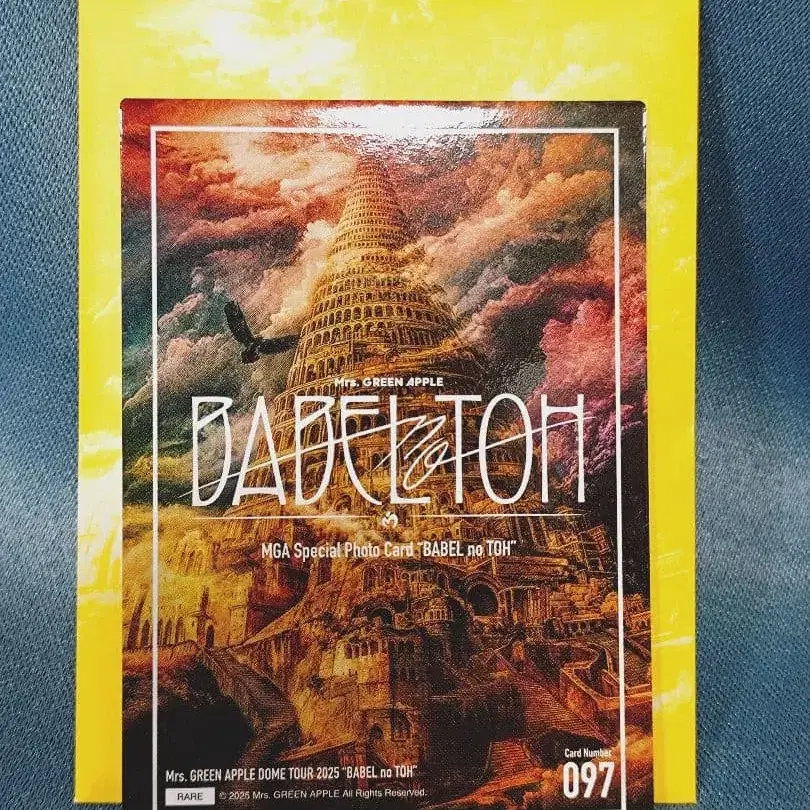 Mrs. GREEN APPLE
BABEL no TOH
MGA Special Photo Card "BABEL no TOH"
Card Number
097
Mrs. GREEN APPLE DOME TOUR 2025 "BABEL no TOH"
RARE © 2025 Mrs. GREEN APPLE All Rights Reserved.